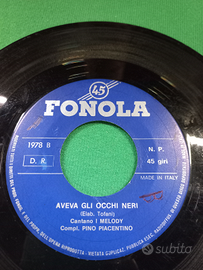 45
FONOLA
1978 B
N. P.
D. R.
45 giri
MADE IN ITALY
AVEVA GLI OCCHI NERI
(Elab. Tofani)
Cantano I MELODY
Compl. PINO PIACENTINO
VIETATA
subito